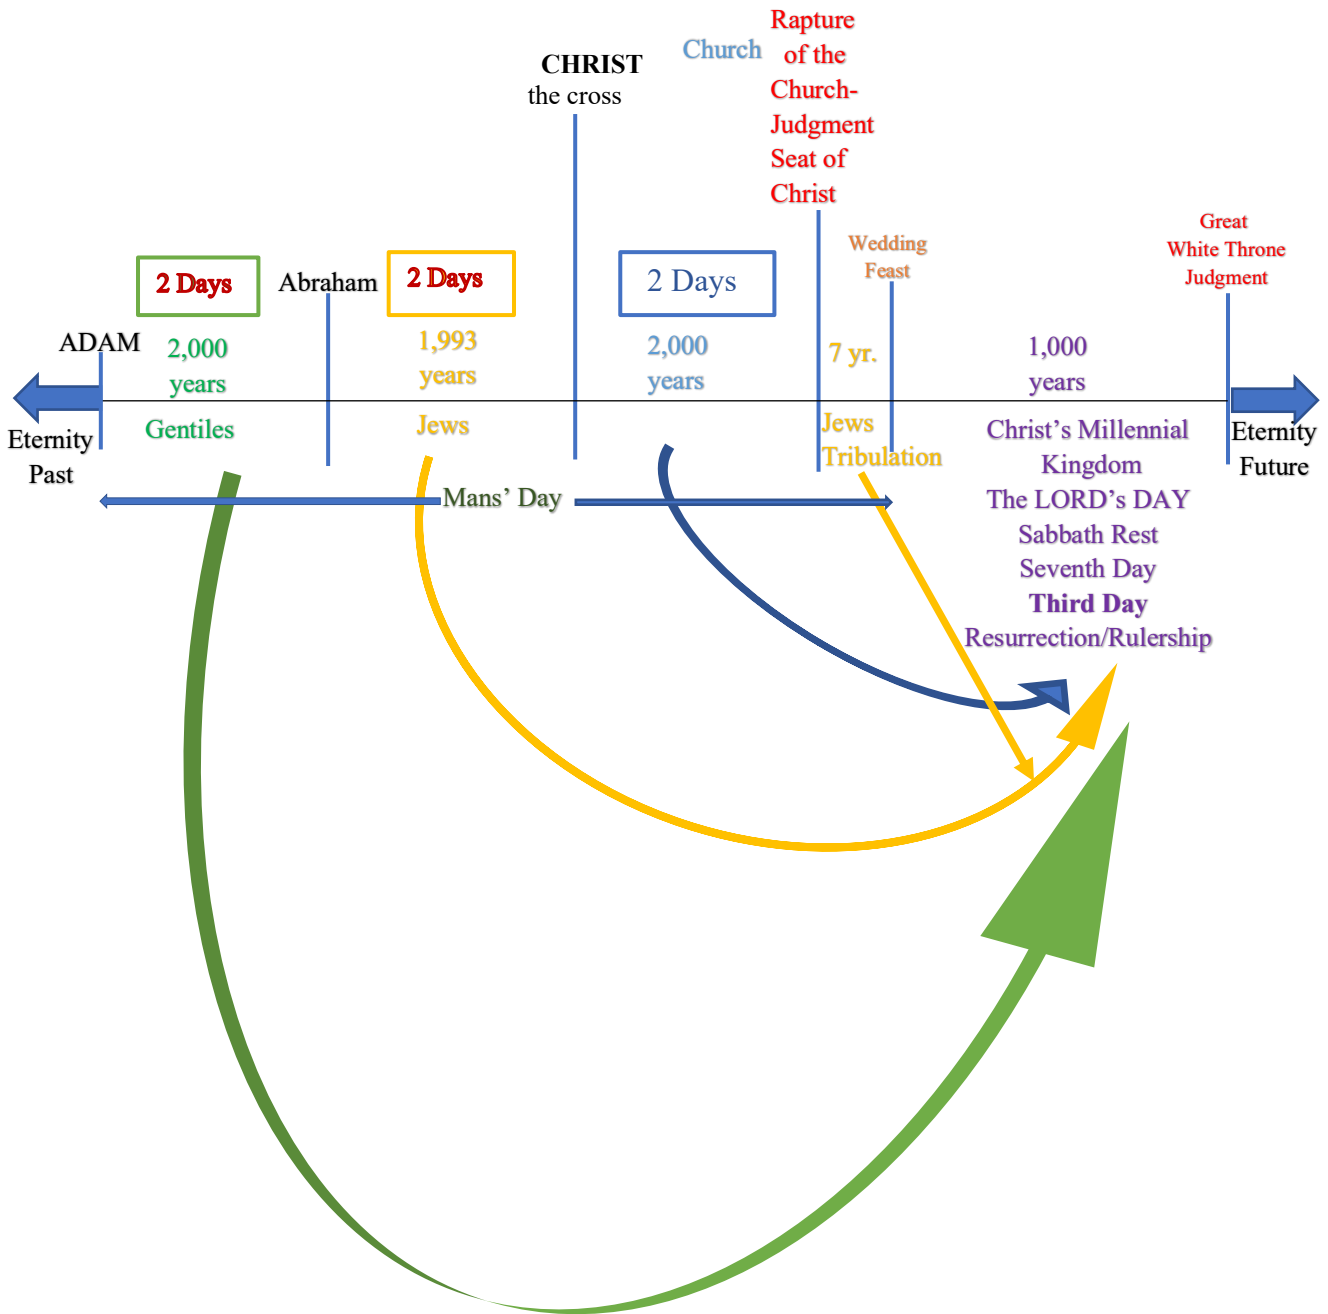 Rapture
of the
Church-
Judgment
Seat of
Christ
Church
CHRIST
the cross
Great
White Throne
Judgment
Wedding
Feast
2 Days
Abraham
2 Days
2 Days
ADAM
2,000
years
1,993
years
2,000
years
7 yr.
1,000
years
Eternity
Past
Gentiles
Jews
Jews
Tribulation
Christ’s Millennial
Kingdom
The LORD’s DAY
Sabbath Rest
Seventh Day
Third Day
Resurrection/Rulership
Eternity
Future
Mans’ Day